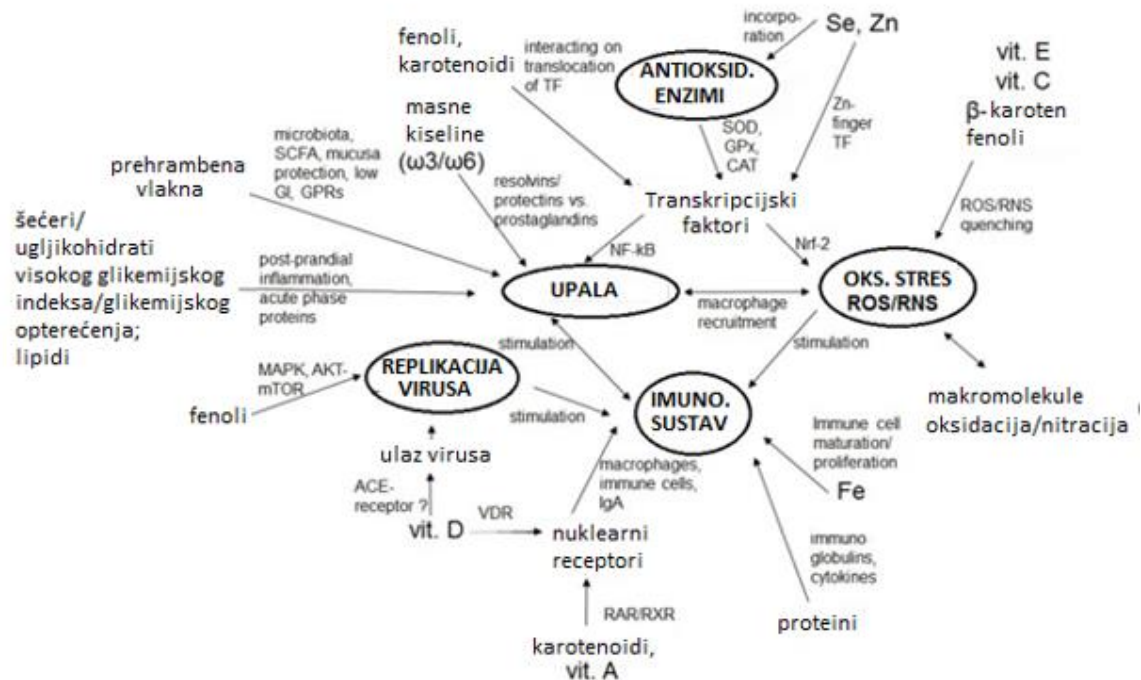 incorpo-
ration
Se, Zn
fenoli,
karotenoidi
interacting on
translocation
of TF
ANTIOKSID.
ENZIMI
vit. E
vit. C
β-karoten
fenoli
masne
kiseline
(ω3/ω6)
SOD,
GPx,
CAT
Zn-
finger
TF
microbiota,
SCFA, mucusa
protection, low
GI, GPRs
prehrambena
vlakna
resolvins/
protectins vs.
prostaglandins
Transkripcijski
faktori
ROS/RNS
quenching
šećeri/
ugljikohidrati
visokog glikemijskog
indeksa/glikemijskog
opterećenja;
lipidi
NF-kB
Nrf-2
post-prandial
inflammation,
acute phase
proteins
UPALA
macrophage
recruitment
OKS. STRES
ROS/RNS
stimulation
stimulation
MAPK, AKT-
mTOR
REPLIKACIJA
VIRUSA
fenoli
stimulation
IMUNO.
SUSTAV
makromolekule
oksidacija/nitracija
ulaz virusa
macrophages,
immune cells,
IgA
Immune cell
maturation/
proliferation
Fe
ACE-
receptor ?
vit. D
VDR
nuklearni
receptori
immuno
globulins,
cytokines
RAR/RXR
proteini
karotenoidi,
vit. A